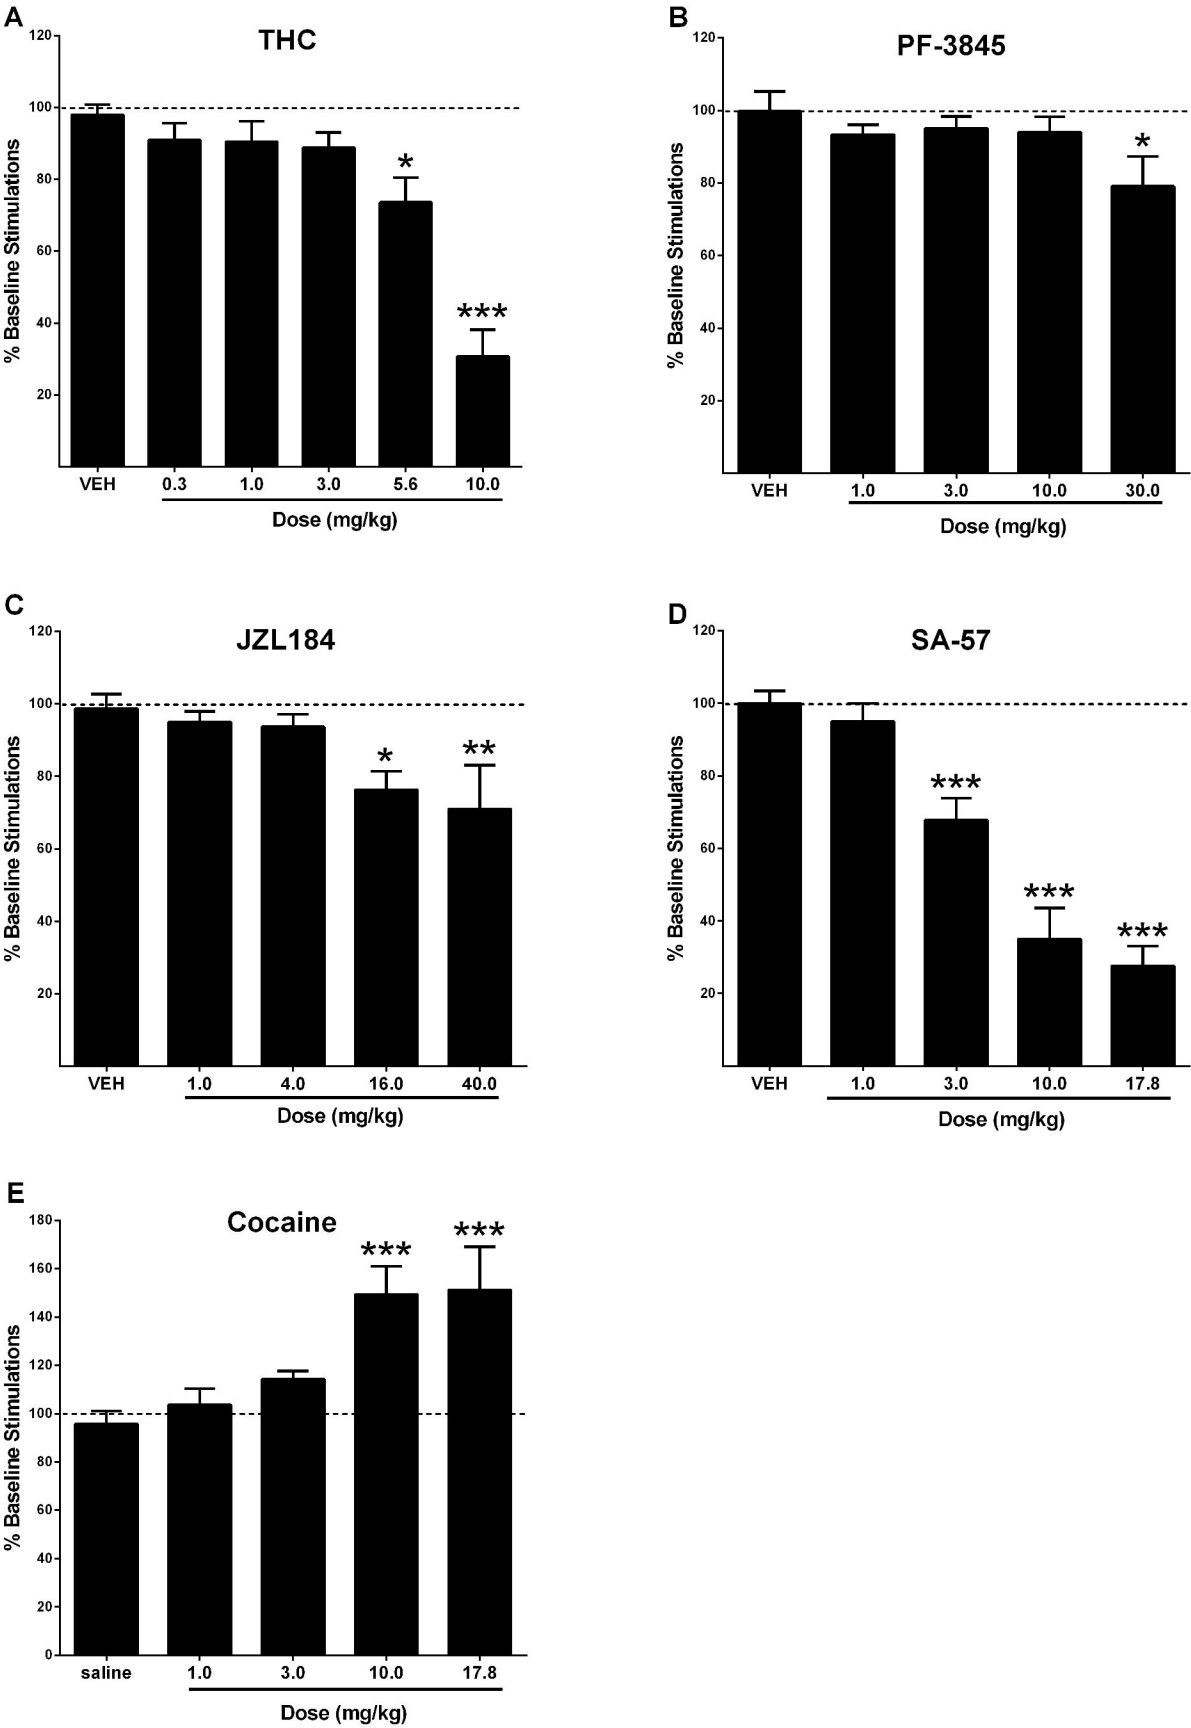 A
THC
% Baseline Stimulations
120
100
80
60
40
20
*
***
VEH 0.3 1.0 3.0 5.6 10.0
Dose (mg/kg)
B
PF-3845
% Baseline Stimulations
120
100
80
60
40
20
*
VEH 1.0 3.0 10.0 30.0
Dose (mg/kg)
C
JZL184
% Baseline Stimulations
120
100
80
60
40
20
*
**
VEH 1.0 4.0 16.0 40.0
Dose (mg/kg)
D
SA-57
% Baseline Stimulations
120
100
80
60
40
20
***
***
***
VEH 1.0 3.0 10.0 17.8
Dose (mg/kg)
E
Cocaine
% Baseline Stimulations
180
160
140
120
100
80
60
40
20
0
***
***
saline 1.0 3.0 10.0 17.8
Dose (mg/kg)